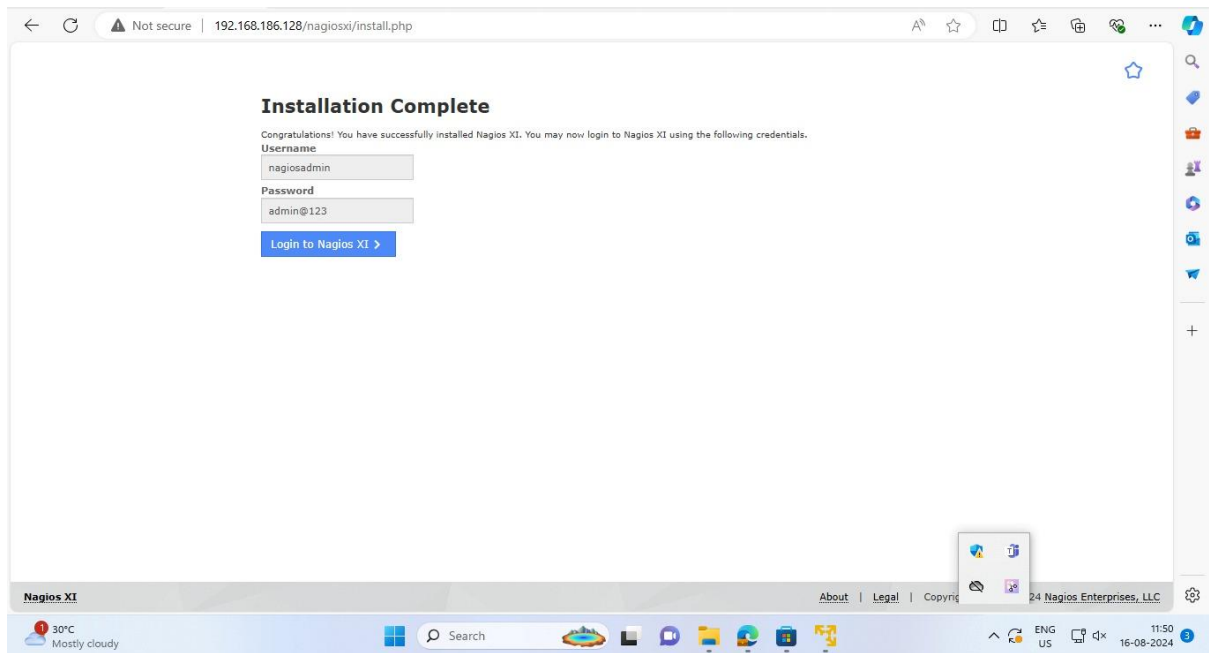 Not secure | 192.168.186.128/nagiosxi/install.php
Installation Complete
Congratulations! You have successfully installed Nagios XI. You may now login to Nagios XI using the following credentials.
Username
nagiosadmin
Password
admin@123
Login to Nagios XI
Nagios XI
About | Legal | Copyrig 24 Nagios Enterprises, LLC
1
30°C
Mostly cloudy
Search
ENG
US
11:50
16-08-2024
3